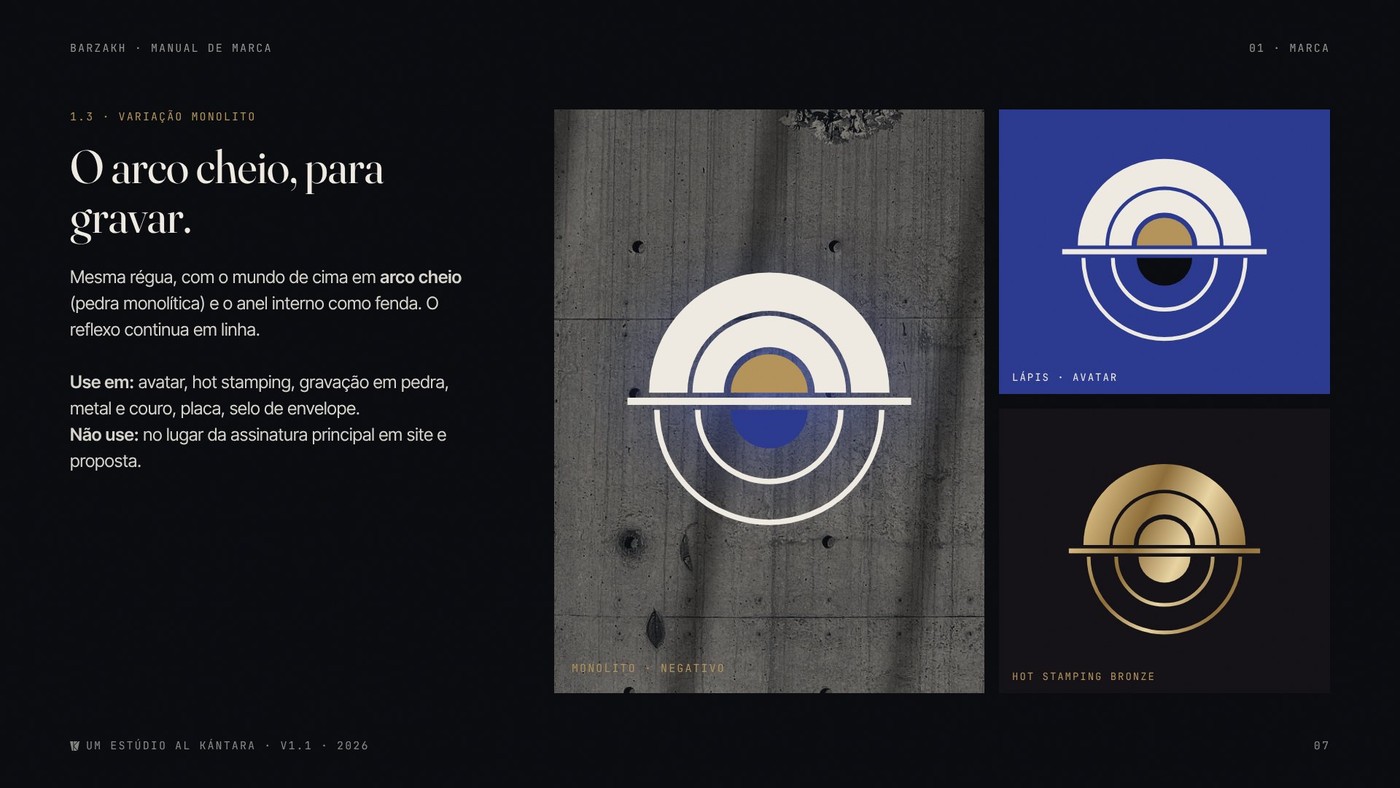 BARZAKH · MANUAL DE MARCA
01 · MARCA
1.3 · VARIAÇÃO MONOLITO
O arco cheio, para
gravar.
Mesma régua, com o mundo de cima em arco cheio
(pedra monolítica) e o anel interno como fenda. O
reflexo continua em linha.
Use em: avatar, hot stamping, gravação em pedra,
metal e couro, placa, selo de envelope.
Não use: no lugar da assinatura principal em site e
proposta.
MONOLITO · NEGATIVO
LÁPIS · AVATAR
HOT STAMPING BRONZE
UM ESTÚDIO AL KÁNTARA · V1.1 · 2026
07